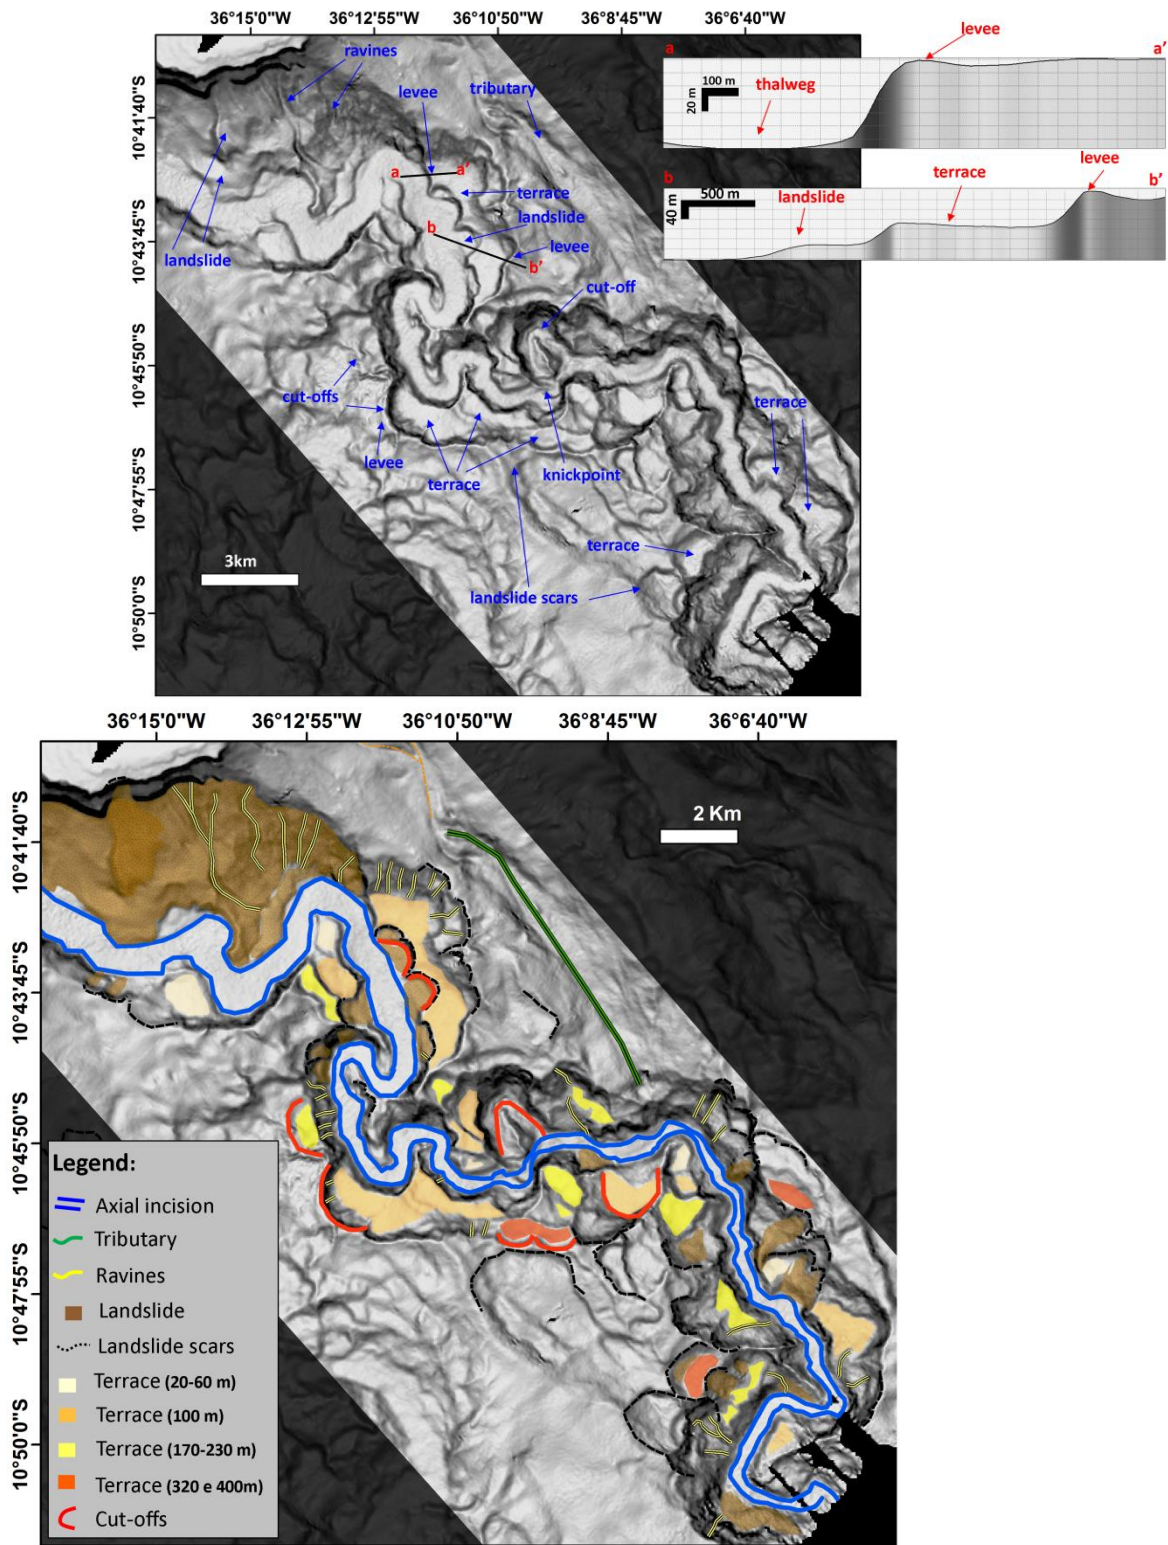 36°15'0"W 36°12'55"W 36°10'50"W 36°8'45"W 36°6'40"W
10°41'40"S
10°43'45"S
10°45'50"S
10°47'55"S
10°50'0"S
ravines
levee
tributary
a
a'
terrace
landslide
landslide
b
levee
b'
cut-off
cut-offs
levee
terrace
knickpoint
terrace
terrace
landslide scars
3km
a
levee
a'
100 m
20 m
thalweg
b
levee
b'
500 m
40 m
landslide
terrace
36°15'0"W 36°12'55"W 36°10'50"W 36°8'45"W 36°6'40"W
10°41'40"S
10°43'45"S
10°45'50"S
10°47'55"S
10°50'0"S
2 Km
Legend:
Axial incision
Tributary
Ravines
Landslide
Landslide scars
Terrace (20-60 m)
Terrace (100 m)
Terrace (170-230 m)
Terrace (320 e 400m)
Cut-offs